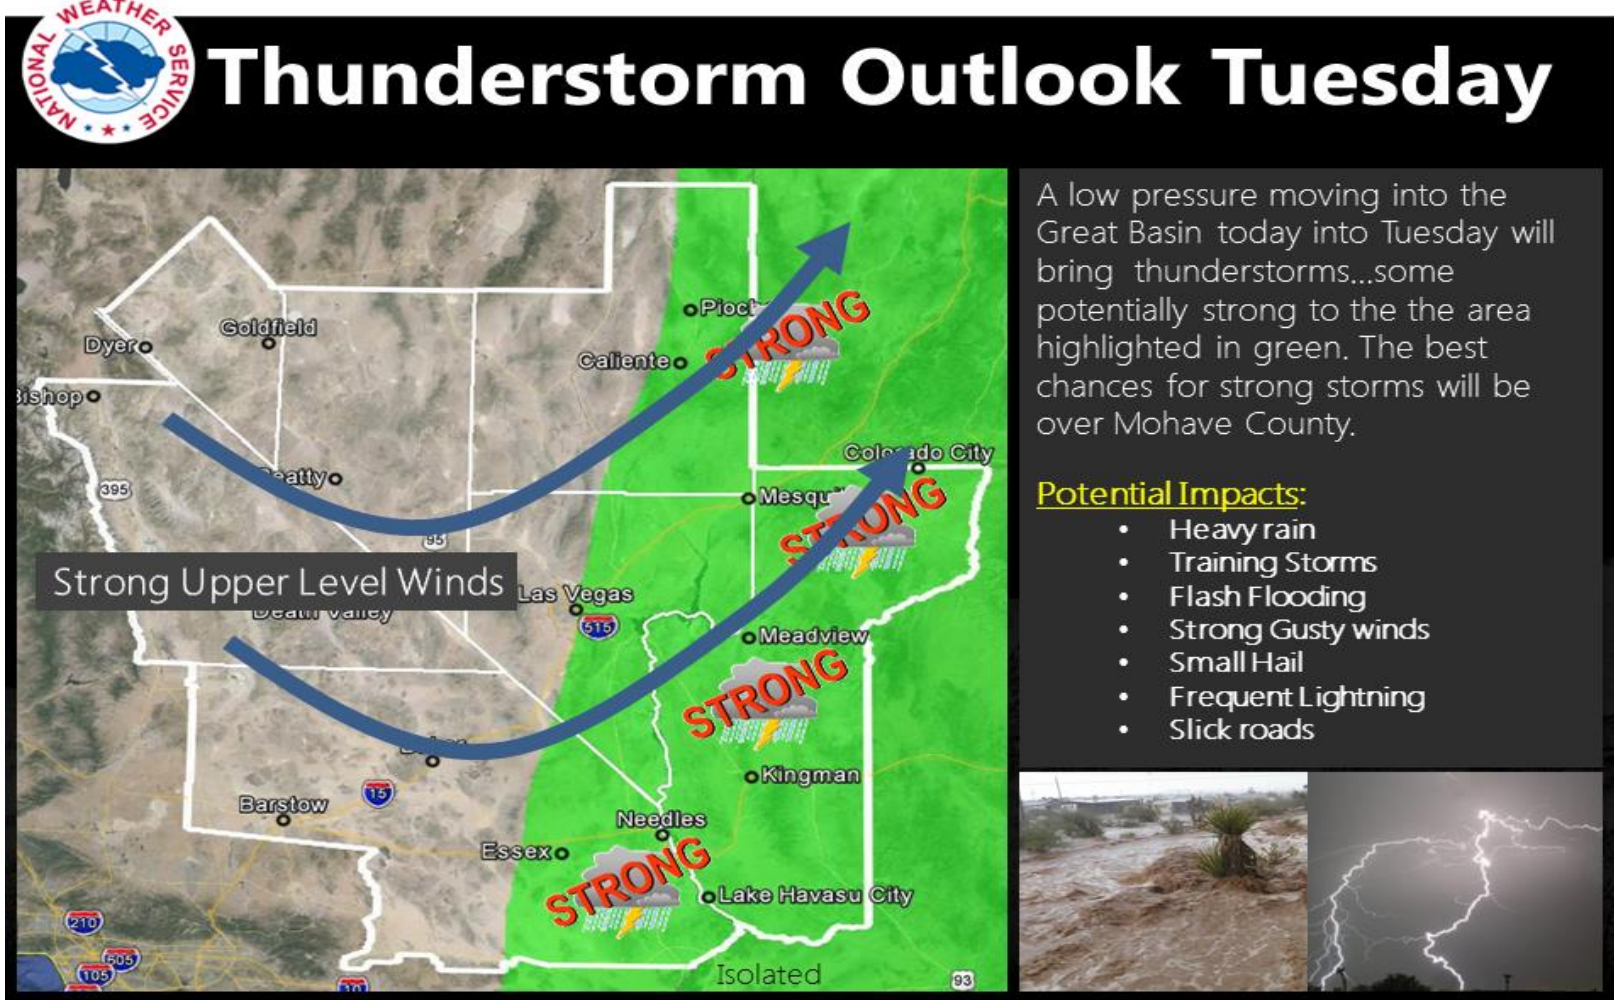 NATIONAL WEATHER SERVICE
Thunderstorm Outlook Tuesday
A low pressure moving into the
Great Basin today into Tuesday will
bring thunderstorms...some
potentially strong to the the area
highlighted in green. The best
chances for strong storms will be
over Mohave County.
Potential Impacts:
• Heavy rain
• Training Storms
• Flash Flooding
• Strong Gusty winds
• Small Hail
• Frequent Lightning
• Slick roads
STRONG
Goldfield
Dyer
Caliente
395
Colorado City
STRONG
95
Strong Upper Level Winds
Las Vegas
Death Valley
515
Meadview
STRONG
Kingman
15
Barstow
Needles
Essex
STRONG
Lake Havasu City
210
605
105
10
Isolated
93